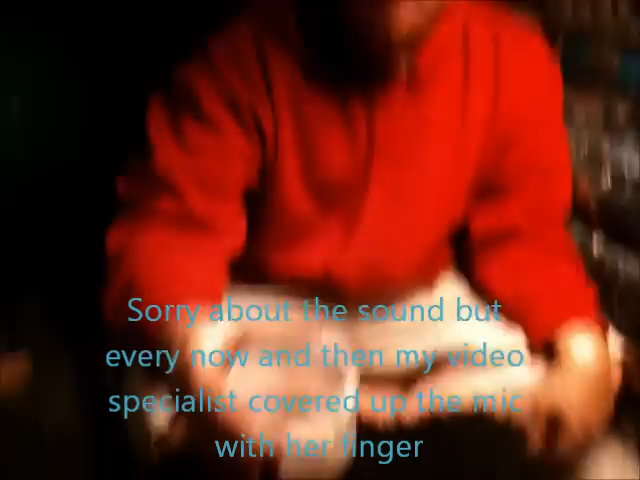 Sorry about the sound but
every now and then my video
specialist covered up the mic
with her finger